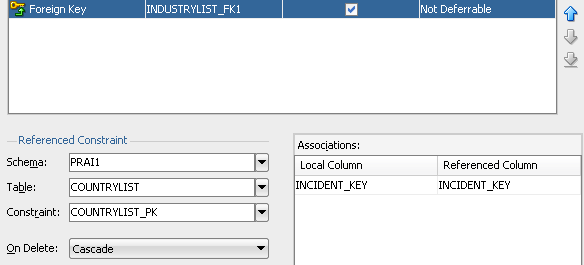 Foreign Key INDUSTRYLIST_FK1 Not Deferrable
Referenced Constraint
Schema: PRAI1
Table: COUNTRYLIST
Constraint: COUNTRYLIST_PK
On Delete: Cascade
Associations:
Local Column Referenced Column
INCIDENT_KEY INCIDENT_KEY